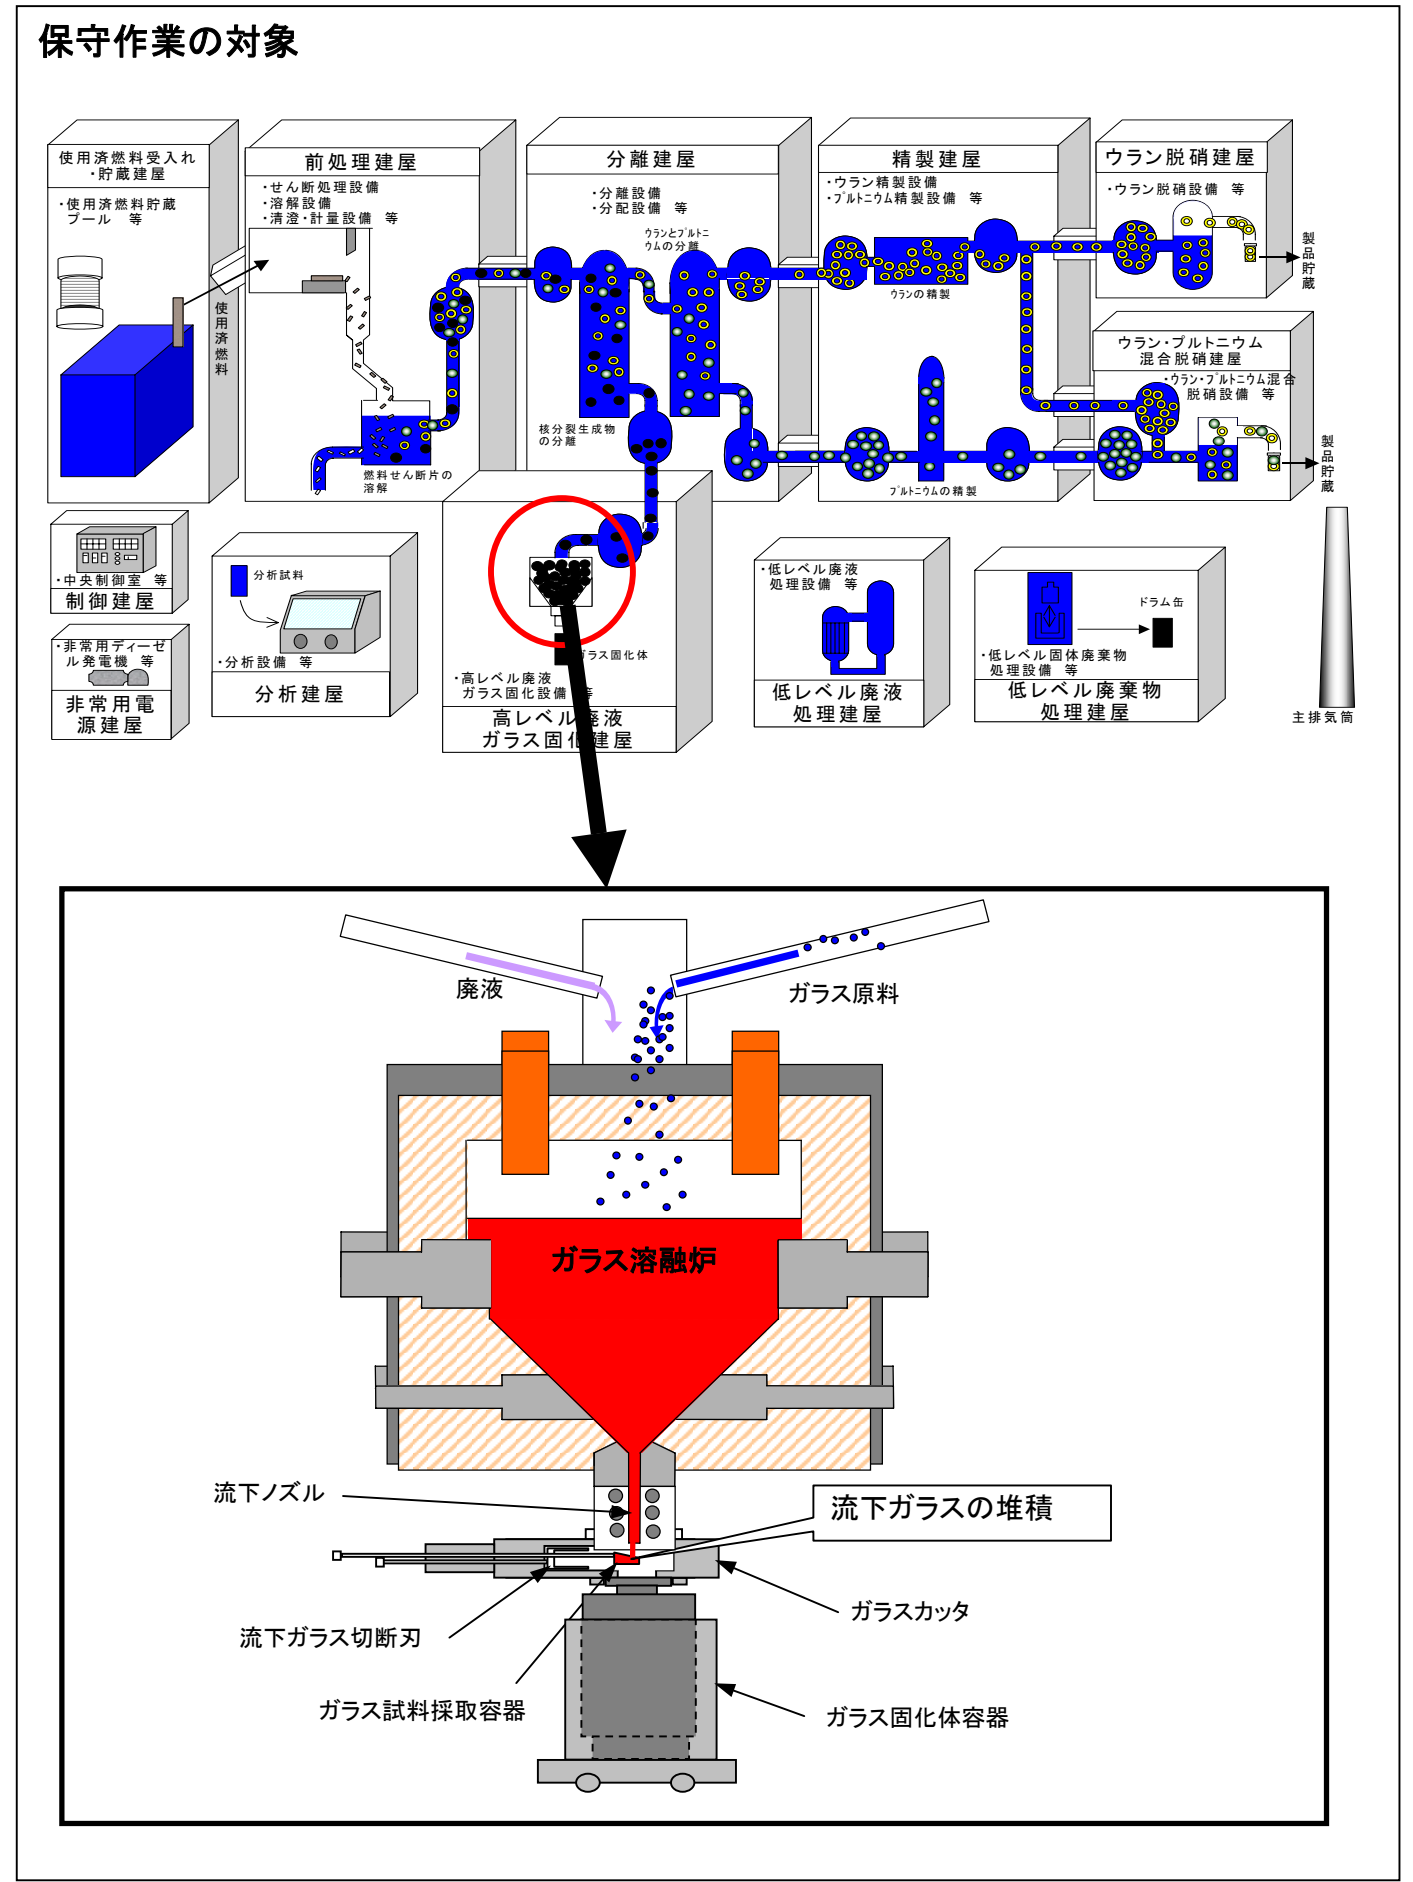 保守作業の対象
使用済燃料受入れ
・貯蔵建屋
・使用済燃料貯蔵
プール 等
使用済燃料
前処理建屋
・せん断処理設備
・溶解設備
・清澄・計量設備 等
燃料せん断片の
溶解
分離建屋
・分離設備
・分配設備 等
ウランとプルトニ
ウムの分離
核分裂生成物
の分離
精製建屋
・ウラン精製設備
・プルトニウム精製設備 等
ウランの精製
プルトニウムの精製
ウラン脱硝建屋
・ウラン脱硝設備 等
製品貯蔵
ウラン・プルトニウム
混合脱硝建屋
・ウラン・プルトニウム混合
脱硝設備 等
製品貯蔵
・中央制御室 等
制御建屋
・非常用ディーゼ
ル発電機 等
非常用電
源建屋
分析試料
・分析設備 等
分析建屋
ガラス固化体
・高レベル廃液
ガラス固化設備 等
高レベル廃液
ガラス固化建屋
・低レベル廃液
処理設備 等
低レベル廃液
処理建屋
ドラム缶
・低レベル固体廃棄物
処理設備 等
低レベル廃棄物
処理建屋
主排気筒
廃液
ガラス原料
ガラス溶融炉
流下ノズル
流下ガラスの堆積
ガラスカッタ
流下ガラス切断刃
ガラス試料採取容器
ガラス固化体容器